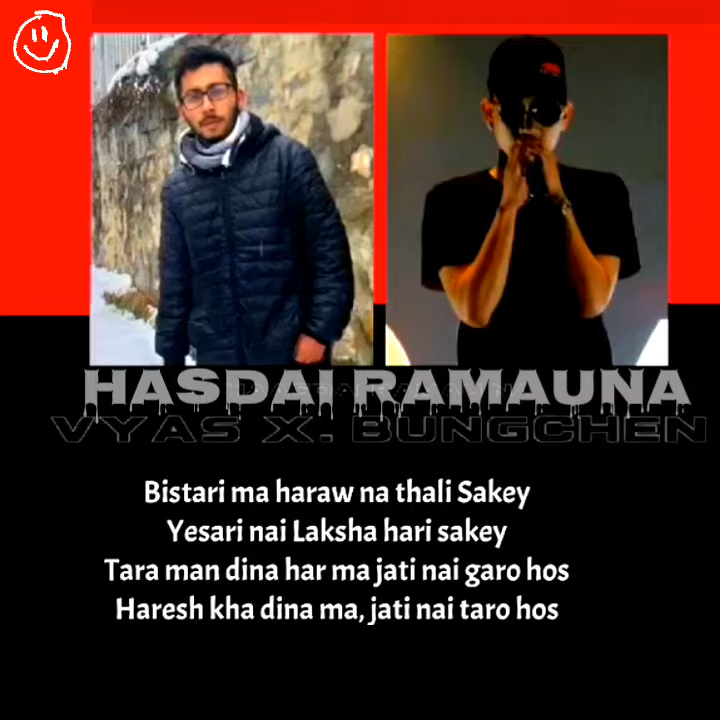 HASDAI RAMAUNA
VYAS X. BUNGCHEN
Bistari ma haraw na thali Sakey
Yesari nai Laksha hari sakey
Tara man dina har ma jati nai garo hos
Haresh kha dina ma, jati nai taro hos